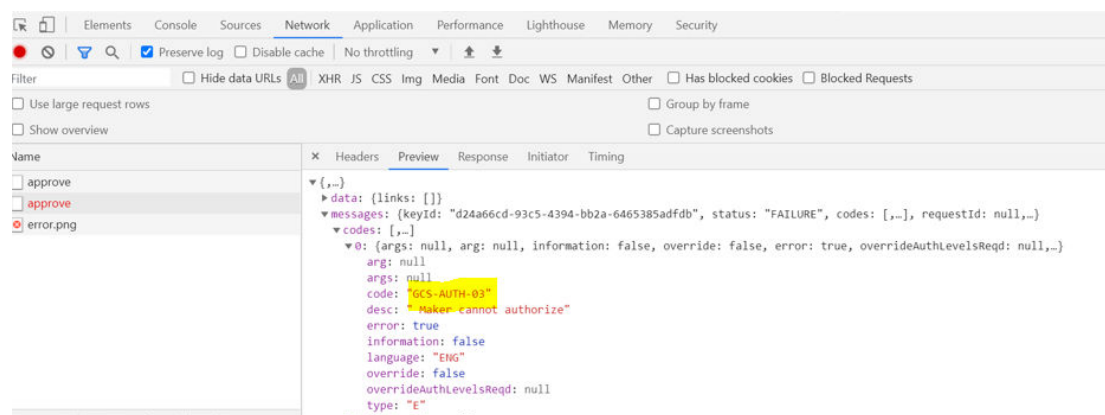 Elements Console Sources Network Application Performance Lighthouse Memory Security
Preserve log Disable cache No throttling
Filter Hide data URLs All XHR JS CSS Img Media Font Doc WS Manifest Other Has blocked cookies Blocked Requests
Use large request rows Group by frame
Show overview Capture screenshots
Name × Headers Preview Response Initiator Timing
approve
approve
error.png
▼{,…}
▶data: {links: []}
▼messages: {keyId: "d24a66cd-93c5-4394-bb2a-6465385adfdb", status: "FAILURE", codes: [,…], requestId: null,…}
▼codes: [,…]
▼0: {args: null, arg: null, information: false, override: false, error: true, overrideAuthLevelsReqd: null,…}
arg: null
args: null
code: "GCS-AUTH-03"
desc: " Maker cannot authorize"
error: true
information: false
language: "ENG"
override: false
overrideAuthLevelsReqd: null
type: "E"